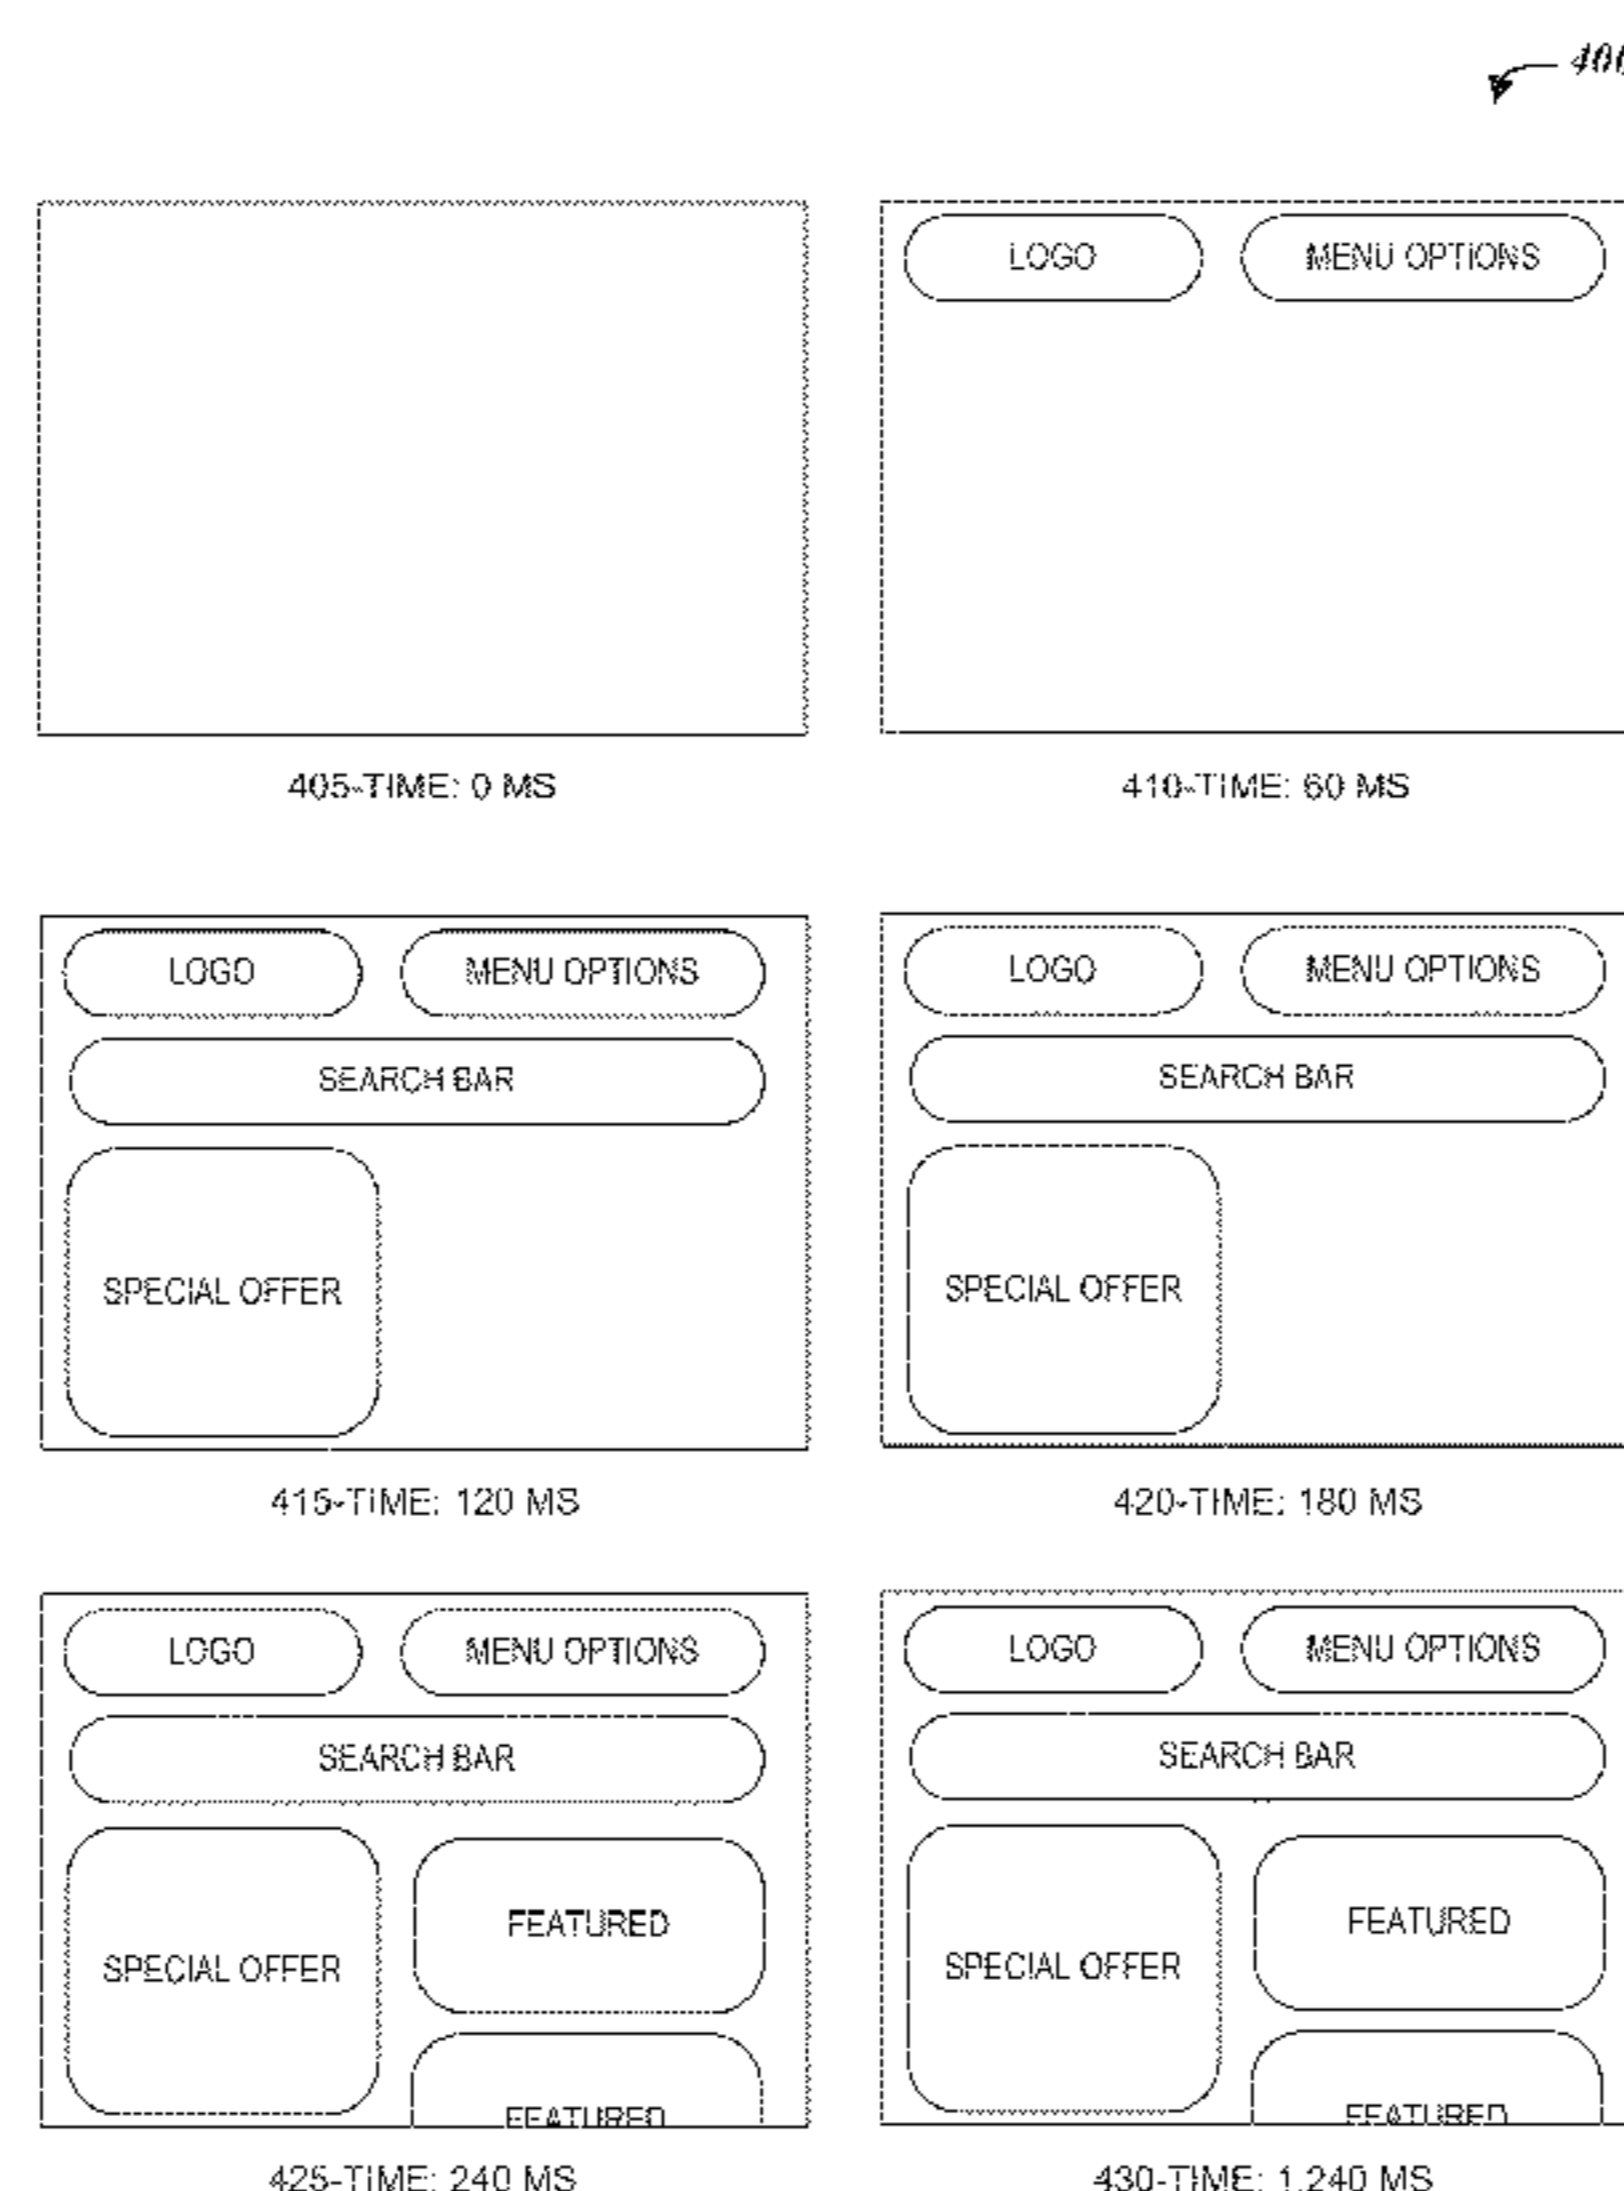 400
LOGO MENU OPTIONS
405-TIME: 0 MS 410-TIME: 60 MS
LOGO MENU OPTIONS LOGO MENU OPTIONS
SEARCH BAR SEARCH BAR
SPECIAL OFFER SPECIAL OFFER
415-TIME: 120 MS 420-TIME: 180 MS
LOGO MENU OPTIONS LOGO MENU OPTIONS
SEARCH BAR SEARCH BAR
FEATURED FEATURED
SPECIAL OFFER SPECIAL OFFER
FEATURED FEATURED
425-TIME: 240 MS 430-TIME: 1,240 MS